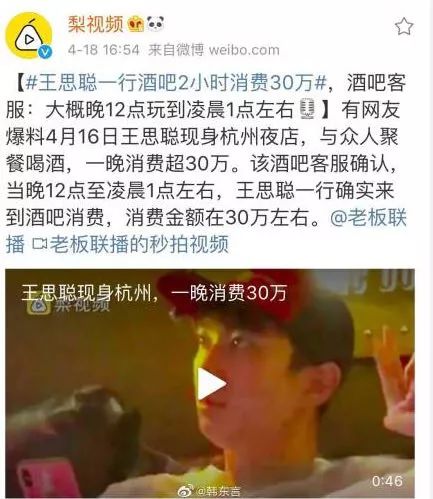 梨视频
4-18 16:54 来自微博 weibo.com
【#王思聪一行酒吧2小时消费30万#，酒吧客
服：大概晚12点玩到凌晨1点左右🎙】有网友
爆料4月16日王思聪现身杭州夜店，与众人聚
餐喝酒，一晚消费超30万。该酒吧客服确认，
当晚12点至凌晨1点左右，王思聪一行确实来
到酒吧消费，消费金额在30万左右。@老板联
播 老板联播的秒拍视频
王思聪现身杭州，一晚消费30万
梨视频
0:46
@韩东言